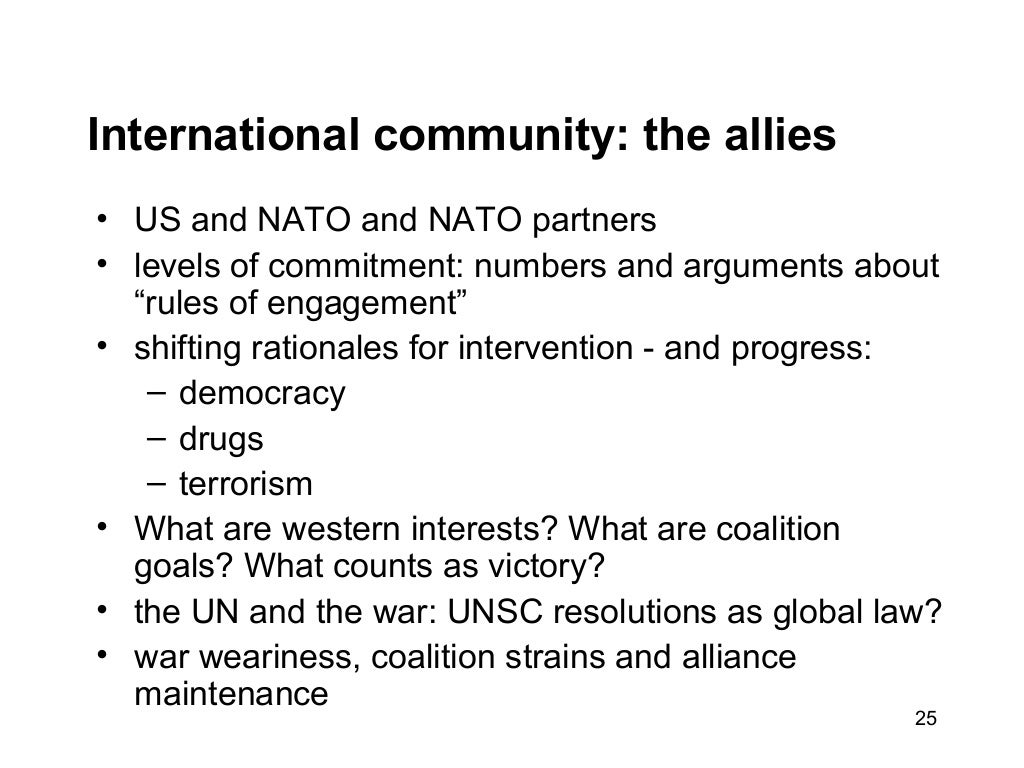 International community: the allies
• US and NATO and NATO partners
• levels of commitment: numbers and arguments about
“rules of engagement”
• shifting rationales for intervention - and progress:
– democracy
– drugs
– terrorism
• What are western interests? What are coalition
goals? What counts as victory?
• the UN and the war: UNSC resolutions as global law?
• war weariness, coalition strains and alliance
maintenance
25